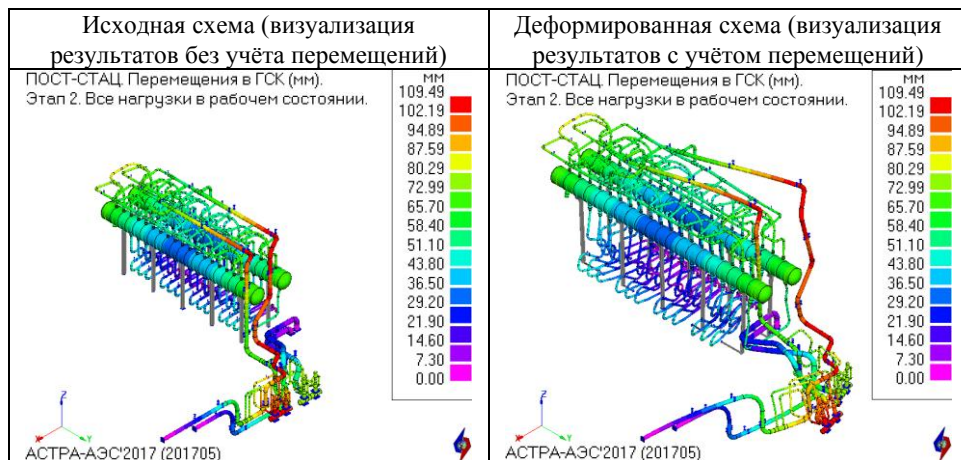 Исходная схема (визуализация
результатов без учёта перемещений)
Деформированная схема (визуализация
результатов с учётом перемещений)
ПОСТ-СТАЦ. Перемещения в ГСК (мм).
Этап 2. Все нагрузки в рабочем состоянии.
мм
109.49
102.19
94.89
87.59
80.29
72.99
65.70
58.40
51.10
43.80
36.50
29.20
21.90
14.60
7.30
0.00
Z
X
Y
АСТРА-АЭС'2017 (201705)
ПОСТ-СТАЦ. Перемещения в ГСК (мм).
Этап 2. Все нагрузки в рабочем состоянии.
мм
109.49
102.19
94.89
87.59
80.29
72.99
65.70
58.40
51.10
43.80
36.50
29.20
21.90
14.60
7.30
0.00
Z
X
Y
АСТРА-АЭС'2017 (201705)